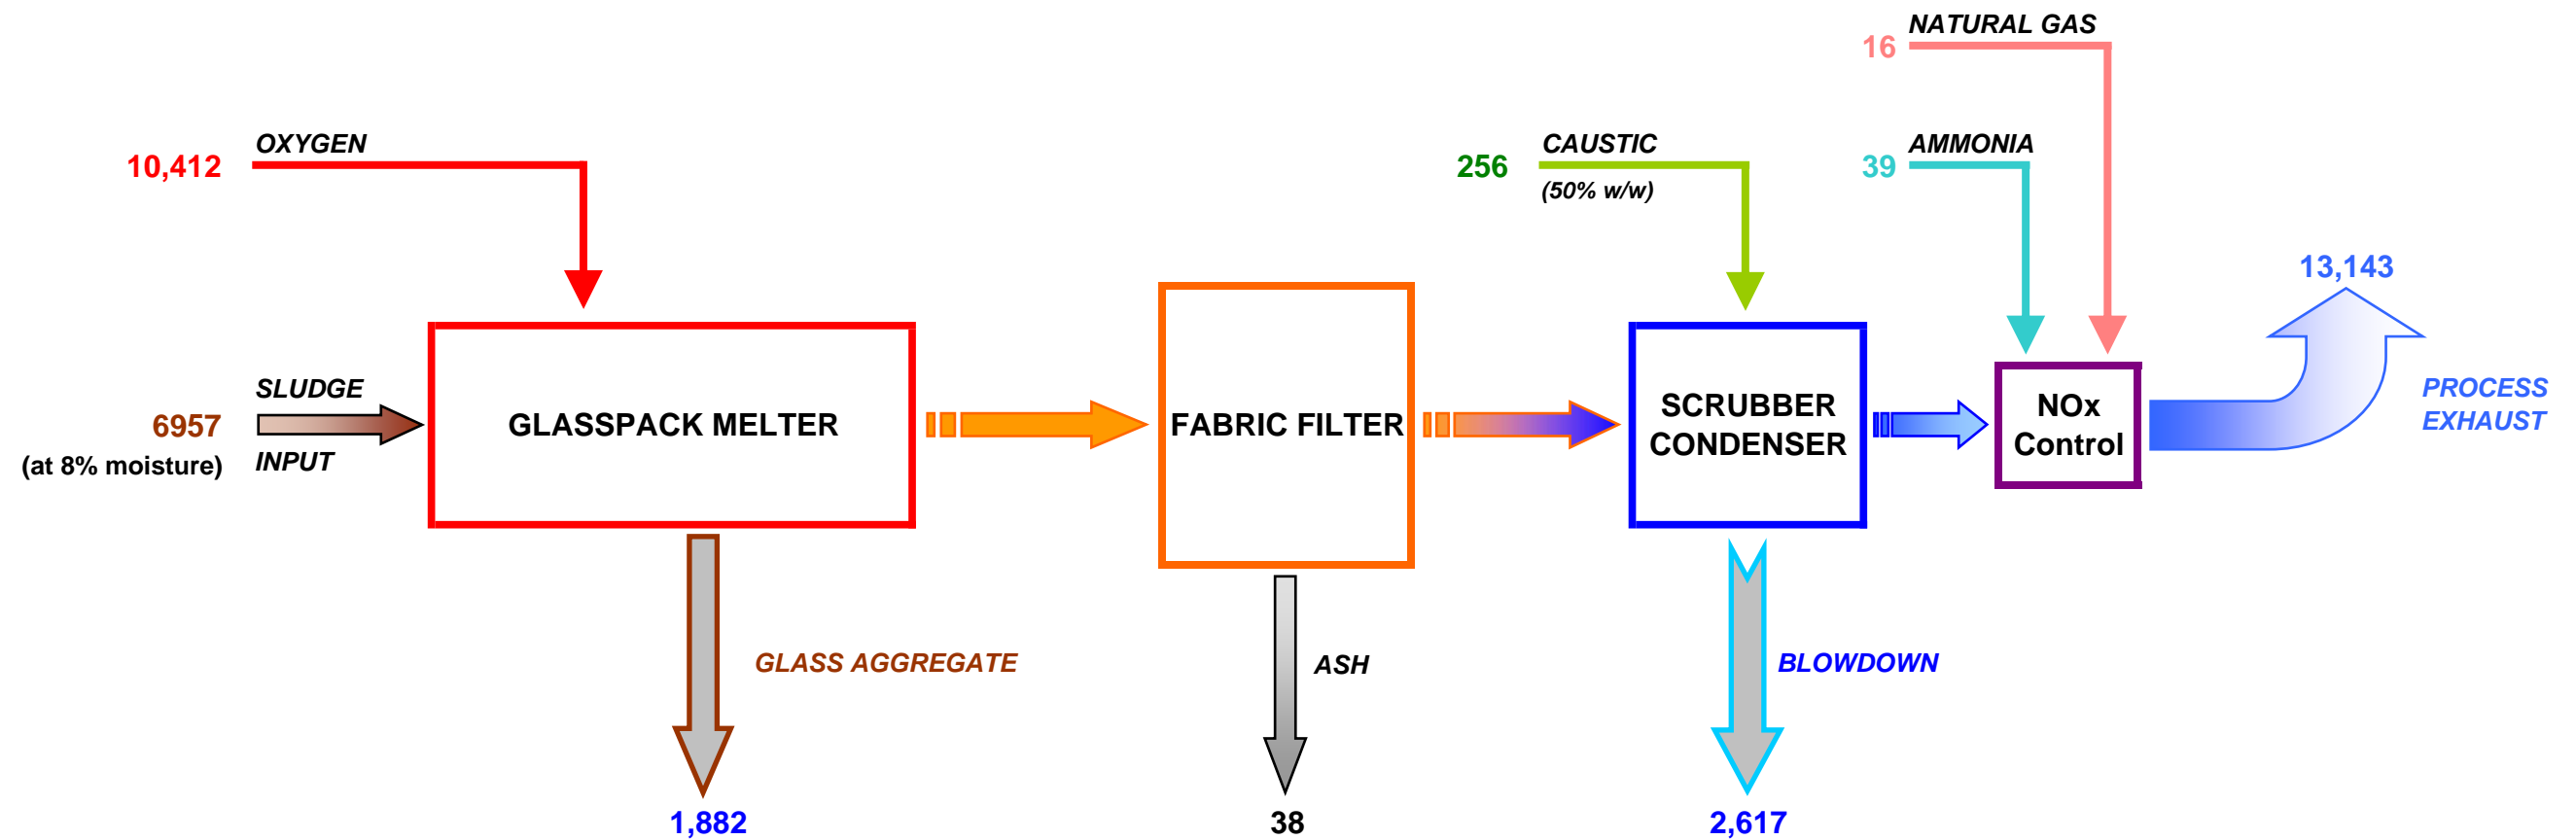 NATURAL GAS
16
OXYGEN
10,412
CAUSTIC
256
(50% w/w)
AMMONIA
39
13,143
SLUDGE
6957
(at 8% moisture)
INPUT
GLASSPACK MELTER
FABRIC FILTER
SCRUBBER
CONDENSER
NOx
Control
PROCESS
EXHAUST
GLASS AGGREGATE
ASH
BLOWDOWN
1,882
38
2,617